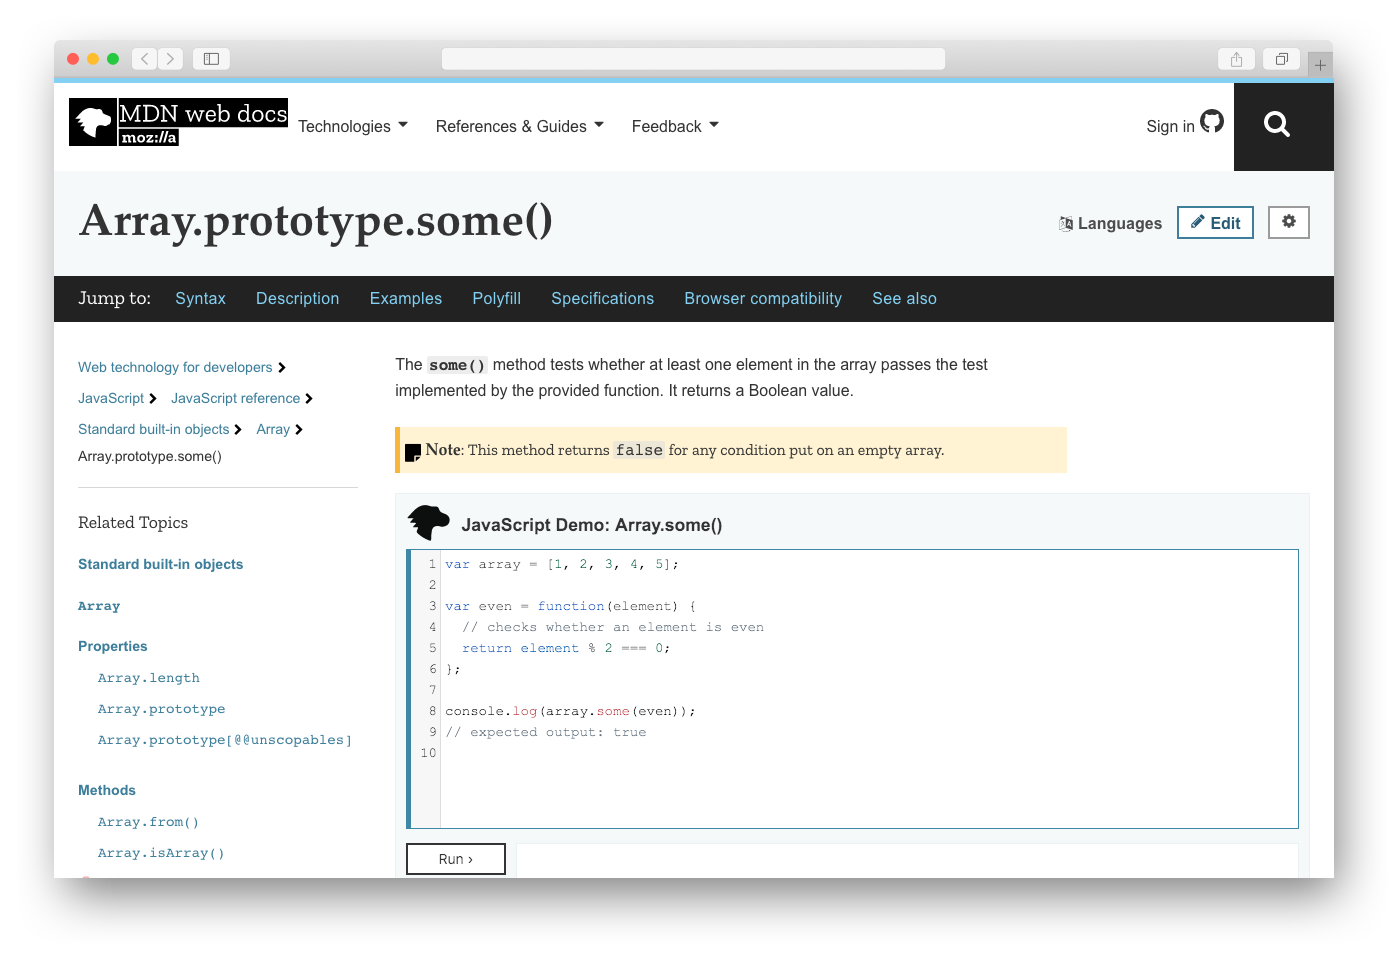 MDN web docs
moz://a
Technologies
References & Guides
Feedback
Sign in
Array.prototype.some()
Languages
Edit
Jump to: Syntax Description Examples Polyfill Specifications Browser compatibility See also
Web technology for developers
JavaScript JavaScript reference
Standard built-in objects Array
Array.prototype.some()
Related Topics
Standard built-in objects
Array
Properties
Array.length
Array.prototype
Array.prototype[@@unscopables]
Methods
Array.from()
Array.isArray()
The some() method tests whether at least one element in the array passes the test
implemented by the provided function. It returns a Boolean value.
Note: This method returns false for any condition put on an empty array.
JavaScript Demo: Array.some()
1 var array = [1, 2, 3, 4, 5];
2
3 var even = function(element) {
4 // checks whether an element is even
5 return element % 2 === 0;
6 };
7
8 console.log(array.some(even));
9 // expected output: true
10
Run ›